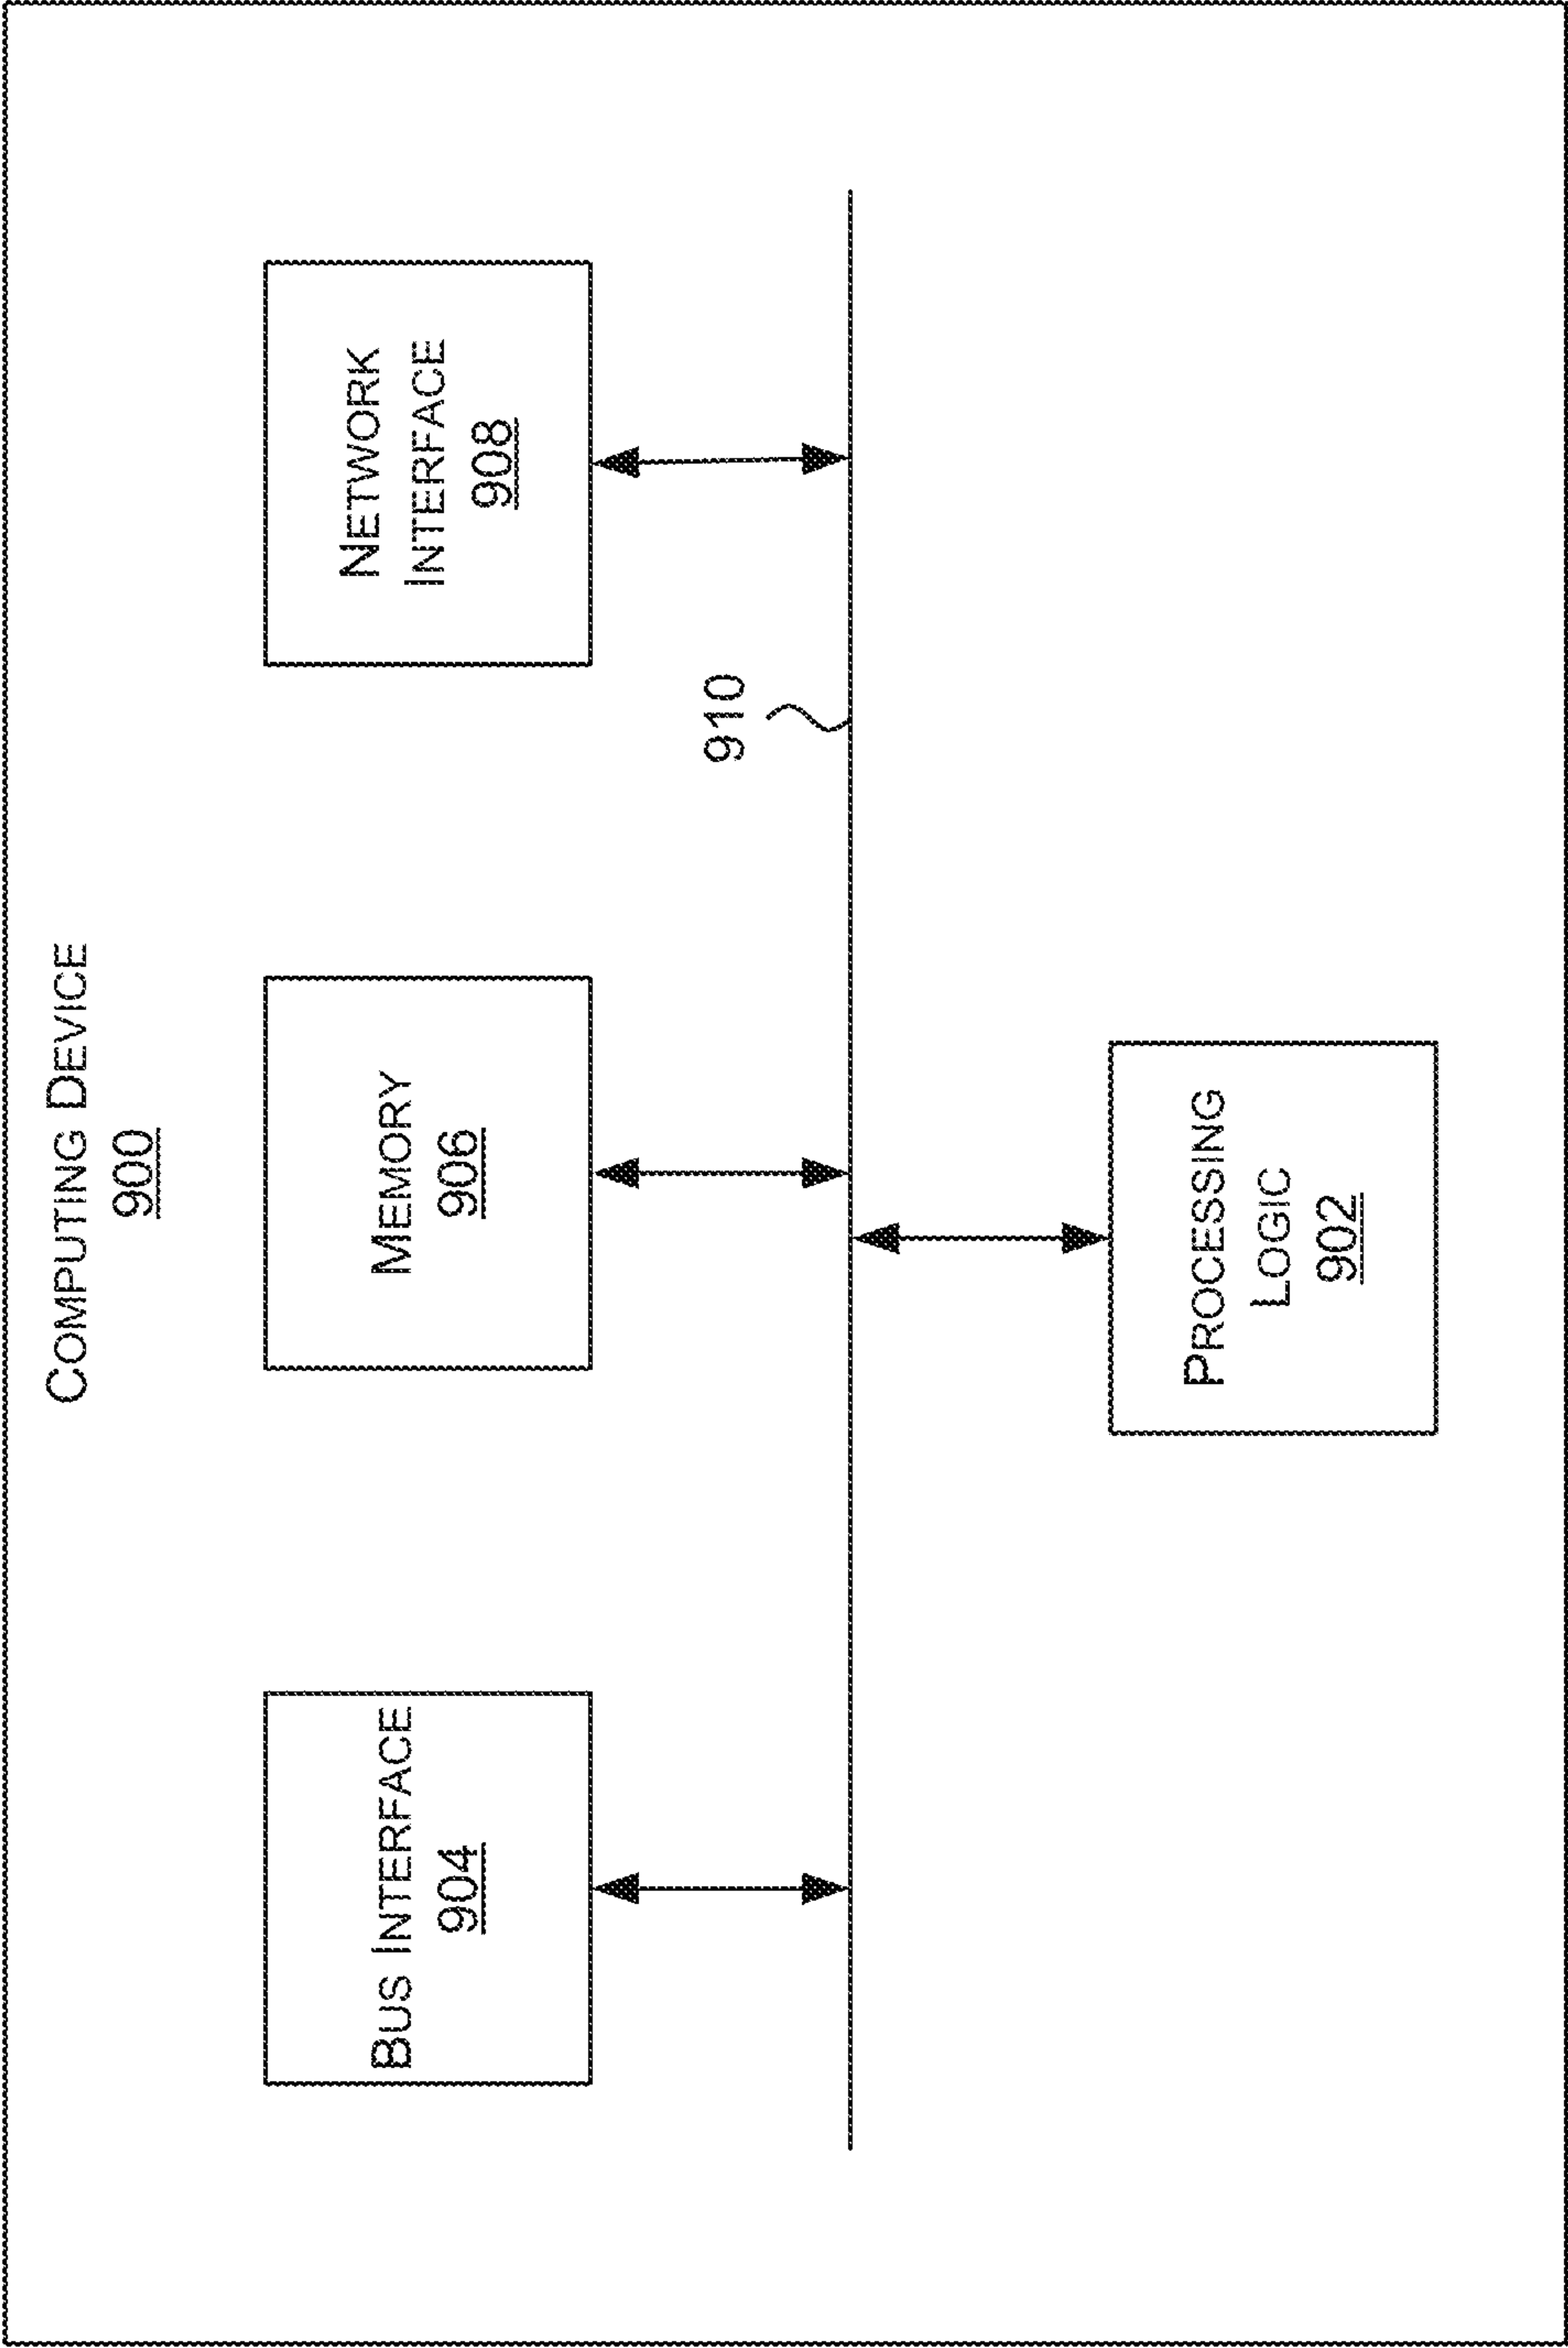 COMPUTING DEVICE
900
BUS INTERFACE
904
MEMORY
906
NETWORK
INTERFACE
908
910
PROCESSING
LOGIC
902